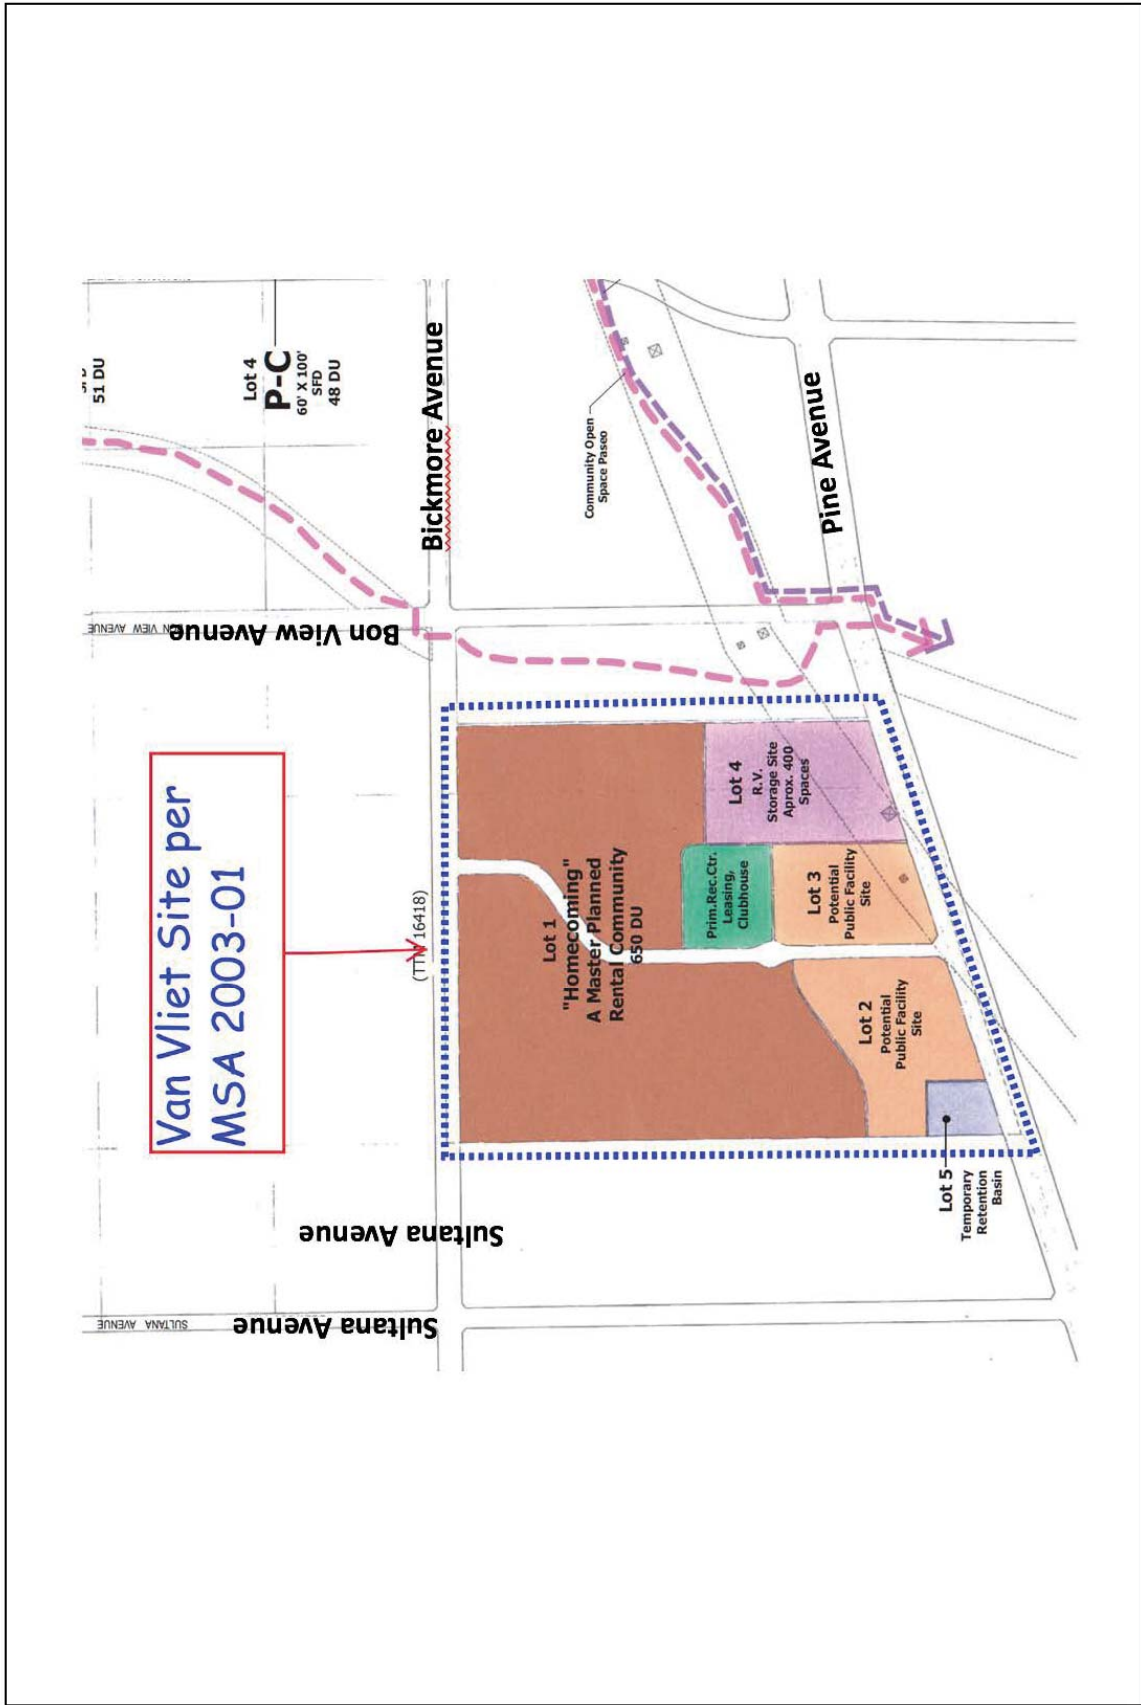 Van Vliet Site per
MSA 2003-01
51 DU
Lot 4
P-C
60' X 100'
SFD
48 DU
SULTANA AVENUE
Sultana Avenue
Sultana Avenue
BON VIEW AVENUE
Bon View Avenue
Bickmore Avenue
(TTM 16418)
Lot 1
"Homecoming"
A Master Planned
Rental Community
650 DU
Community Open
Space Paseo
Prim.Rec.Ctr.
Leasing,
Clubhouse
Lot 4
R.V.
Storage Site
Aprox. 400
Spaces
Lot 2
Potential
Public Facility
Site
Lot 3
Potential
Public Facility
Site
Pine Avenue
Lot 5
Temporary
Retention
Basin